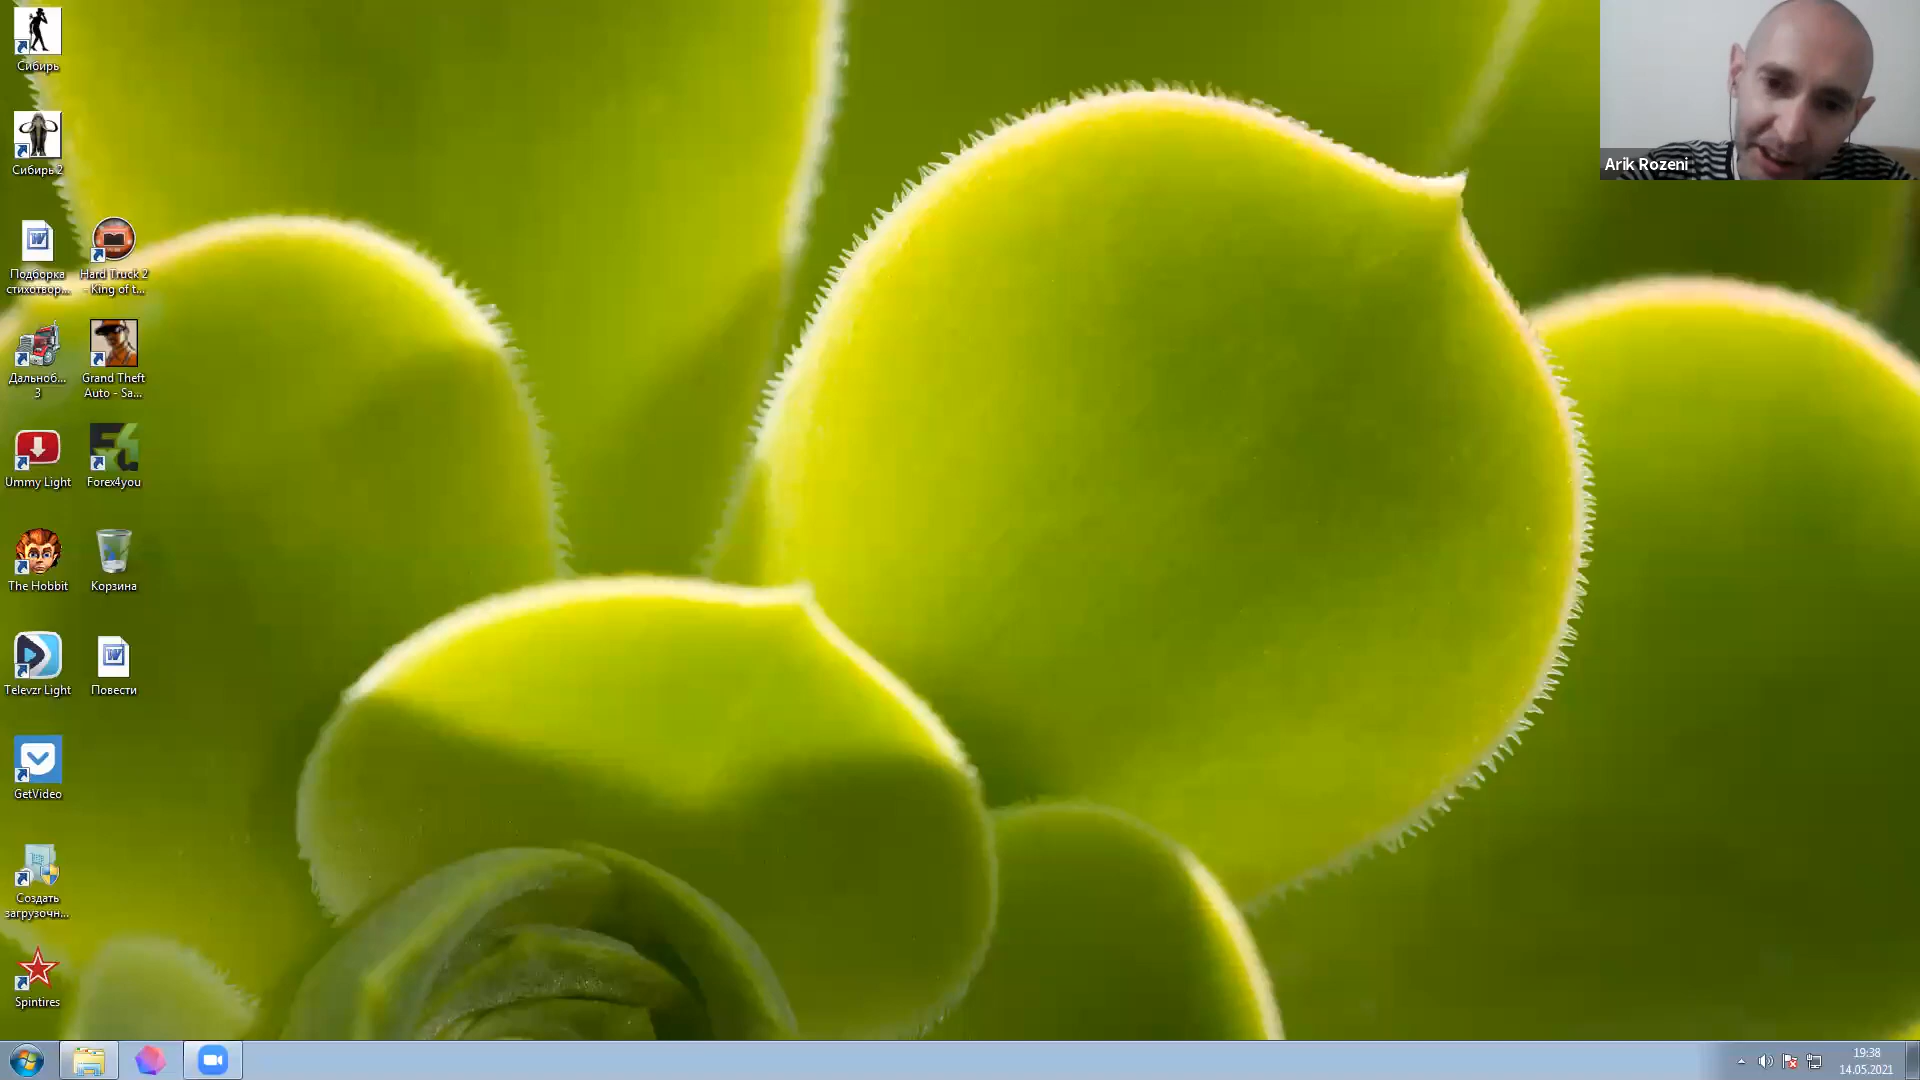 Сибирь
Сибирь 2
Подборка
стихотвор...
Hard Truck 2
- King of t...
Дальноб...
3
Grand Theft
Auto - Sa...
Ummy Light
Forex4you
The Hobbit
Корзина
Televzr Light
Повести
GetVideo
Создать
загрузочн...
Spintires
Arik Rozeni
19:38
14.05.2021